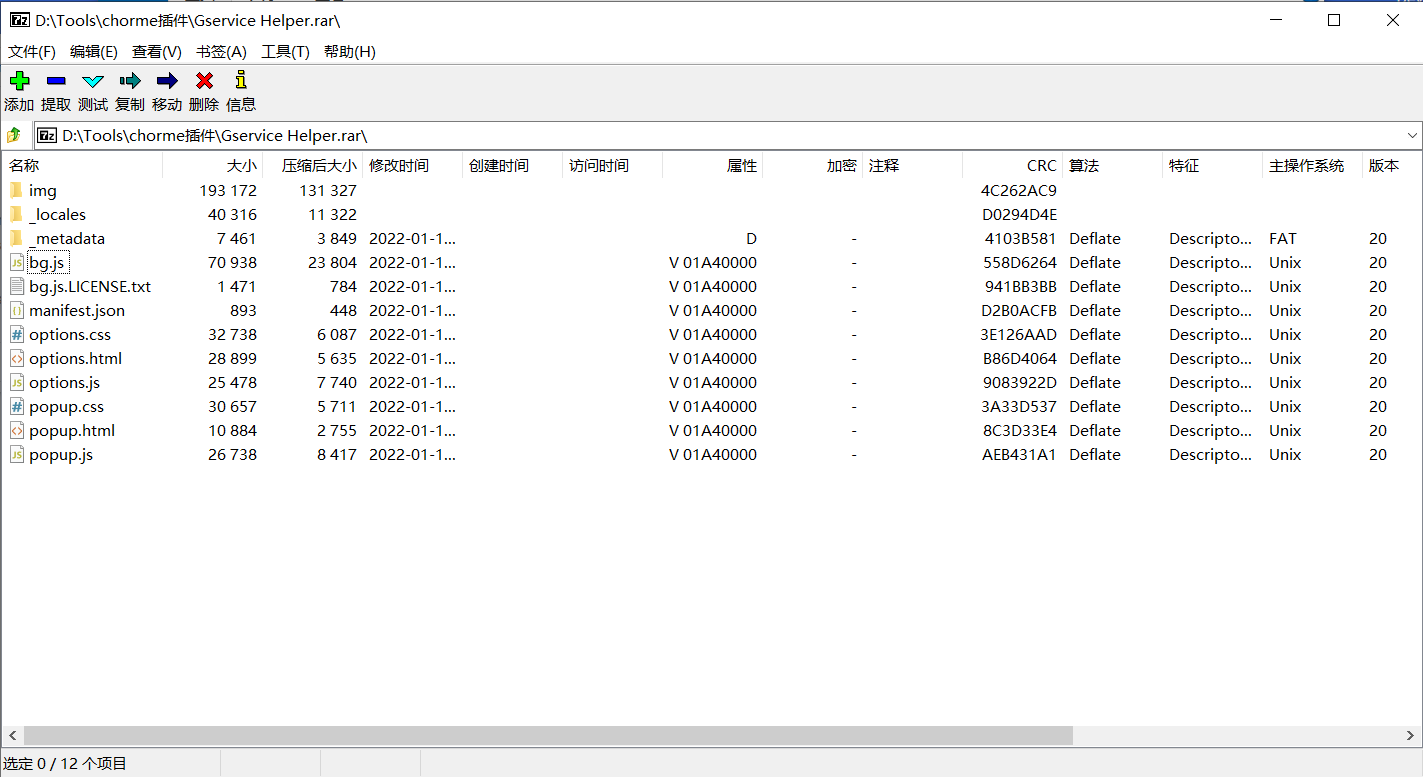 D:\Tools\chorme插件\Gservice Helper.rar\
文件(F) 编辑(E) 查看(V) 书签(A) 工具(T) 帮助(H)
添加 提取 测试 复制 移动 删除 信息
D:\Tools\chorme插件\Gservice Helper.rar\
名称 大小 压缩后大小 修改时间 创建时间 访问时间 属性 加密 注释 CRC 算法 特征 主操作系统 版本
img 193 172 131 327 4C262AC9
_locales 40 316 11 322 D0294D4E
_metadata 7 461 3 849 2022-01-1... D - 4103B581 Deflate Descripto... FAT 20
bg.js 70 938 23 804 2022-01-1... V 01A40000 - 558D6264 Deflate Descripto... Unix 20
bg.js.LICENSE.txt 1 471 784 2022-01-1... V 01A40000 - 941BB3BB Deflate Descripto... Unix 20
manifest.json 893 448 2022-01-1... V 01A40000 - D2B0ACFB Deflate Descripto... Unix 20
options.css 32 738 6 087 2022-01-1... V 01A40000 - 3E126AAD Deflate Descripto... Unix 20
options.html 28 899 5 635 2022-01-1... V 01A40000 - B86D4064 Deflate Descripto... Unix 20
options.js 25 478 7 740 2022-01-1... V 01A40000 - 9083922D Deflate Descripto... Unix 20
popup.css 30 657 5 711 2022-01-1... V 01A40000 - 3A33D537 Deflate Descripto... Unix 20
popup.html 10 884 2 755 2022-01-1... V 01A40000 - 8C3D33E4 Deflate Descripto... Unix 20
popup.js 26 738 8 417 2022-01-1... V 01A40000 - AEB431A1 Deflate Descripto... Unix 20
选定 0 / 12 个项目